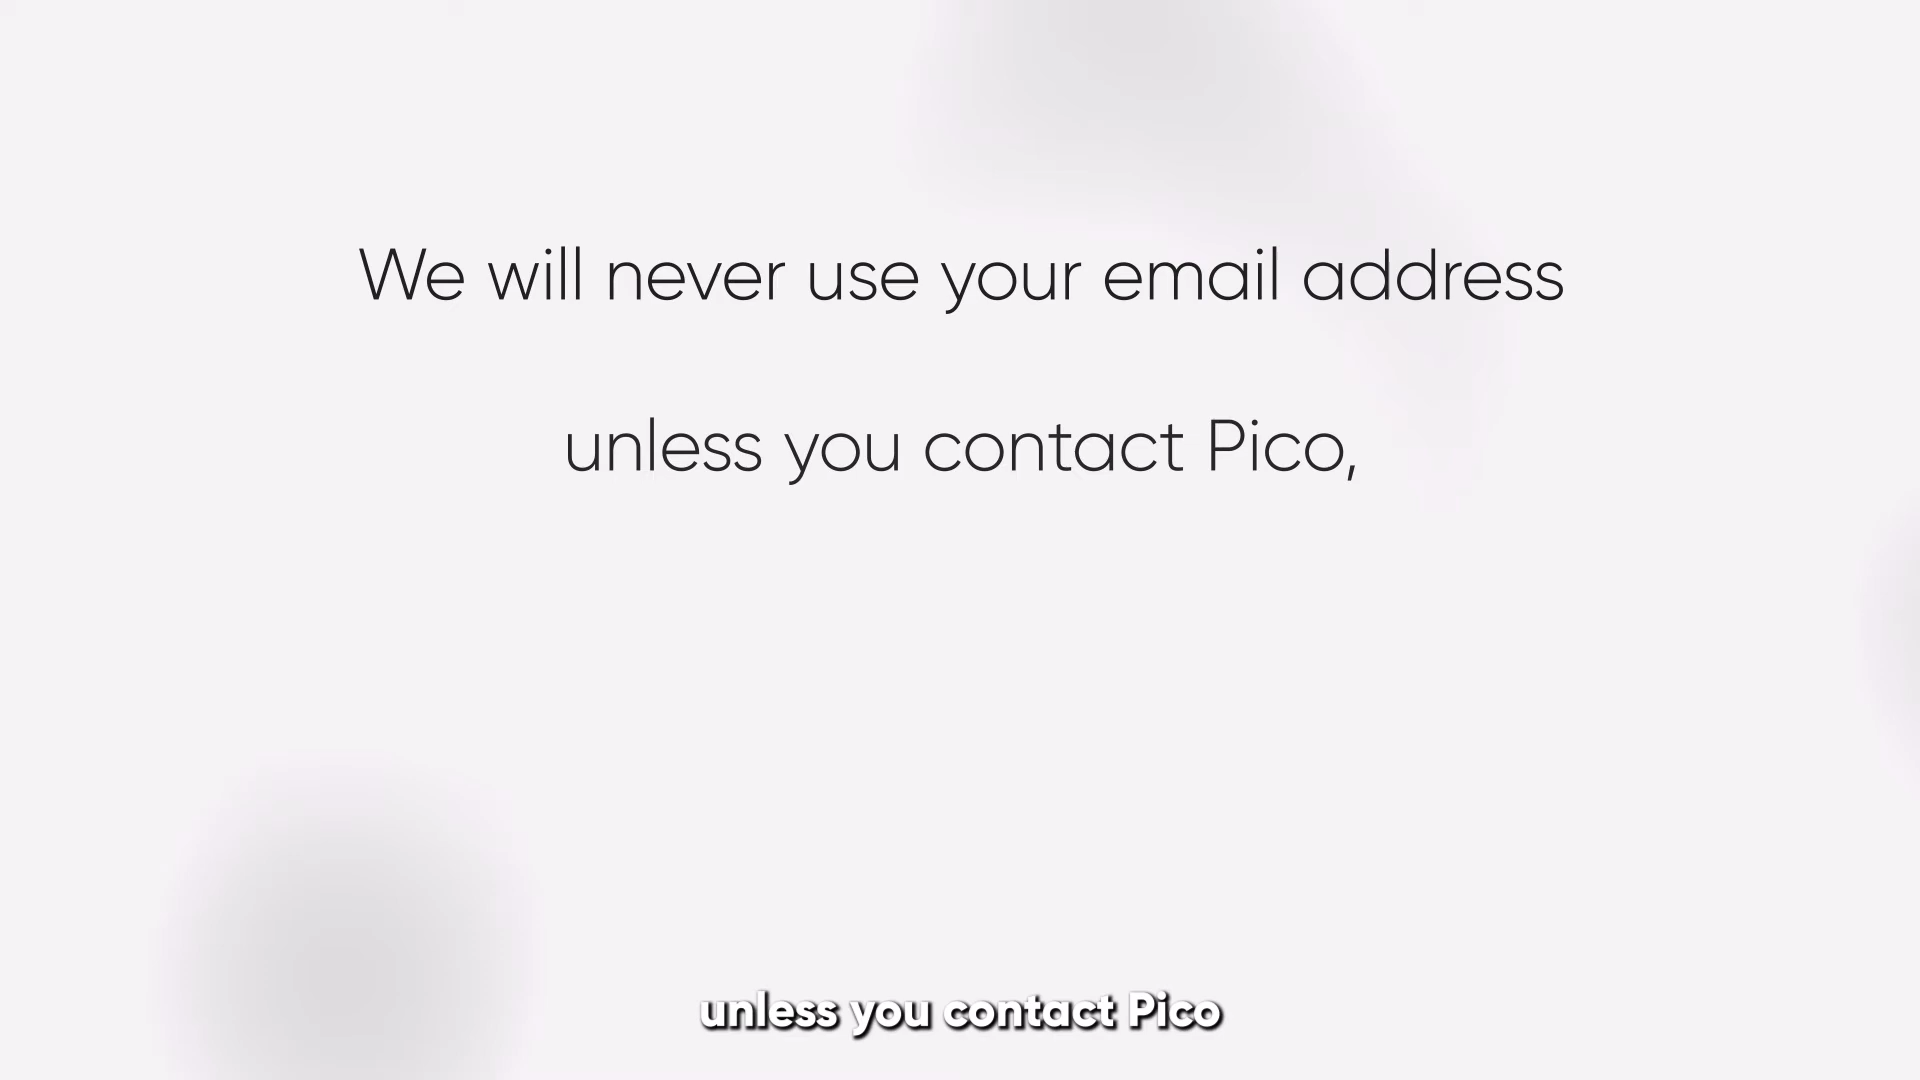 We will never use your email address
unless you contact Pico,
unless you contact Pico